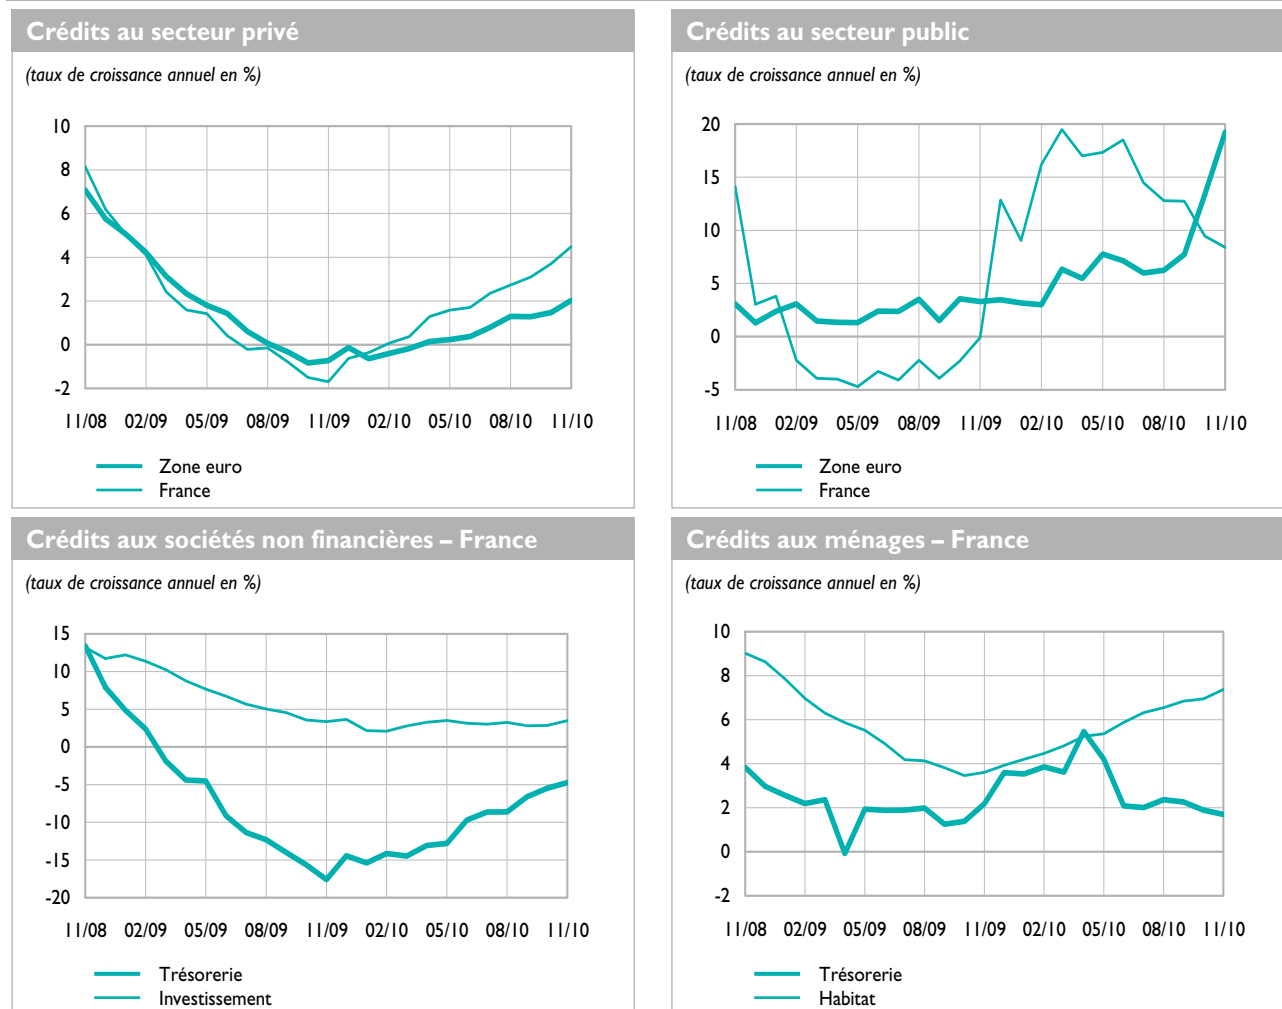 Crédits au secteur privé
(taux de croissance annuel en %)
10
8
6
4
2
0
-2
11/08 02/09 05/09 08/09 11/09 02/10 05/10 08/10 11/10
Zone euro
France
Crédits au secteur public
(taux de croissance annuel en %)
20
15
10
5
0
-5
11/08 02/09 05/09 08/09 11/09 02/10 05/10 08/10 11/10
Zone euro
France
Crédits aux sociétés non financières – France
(taux de croissance annuel en %)
15
10
5
0
-5
-10
-15
-20
11/08 02/09 05/09 08/09 11/09 02/10 05/10 08/10 11/10
Trésorerie
Investissement
Crédits aux ménages – France
(taux de croissance annuel en %)
10
8
6
4
2
0
-2
11/08 02/09 05/09 08/09 11/09 02/10 05/10 08/10 11/10
Trésorerie
Habitat